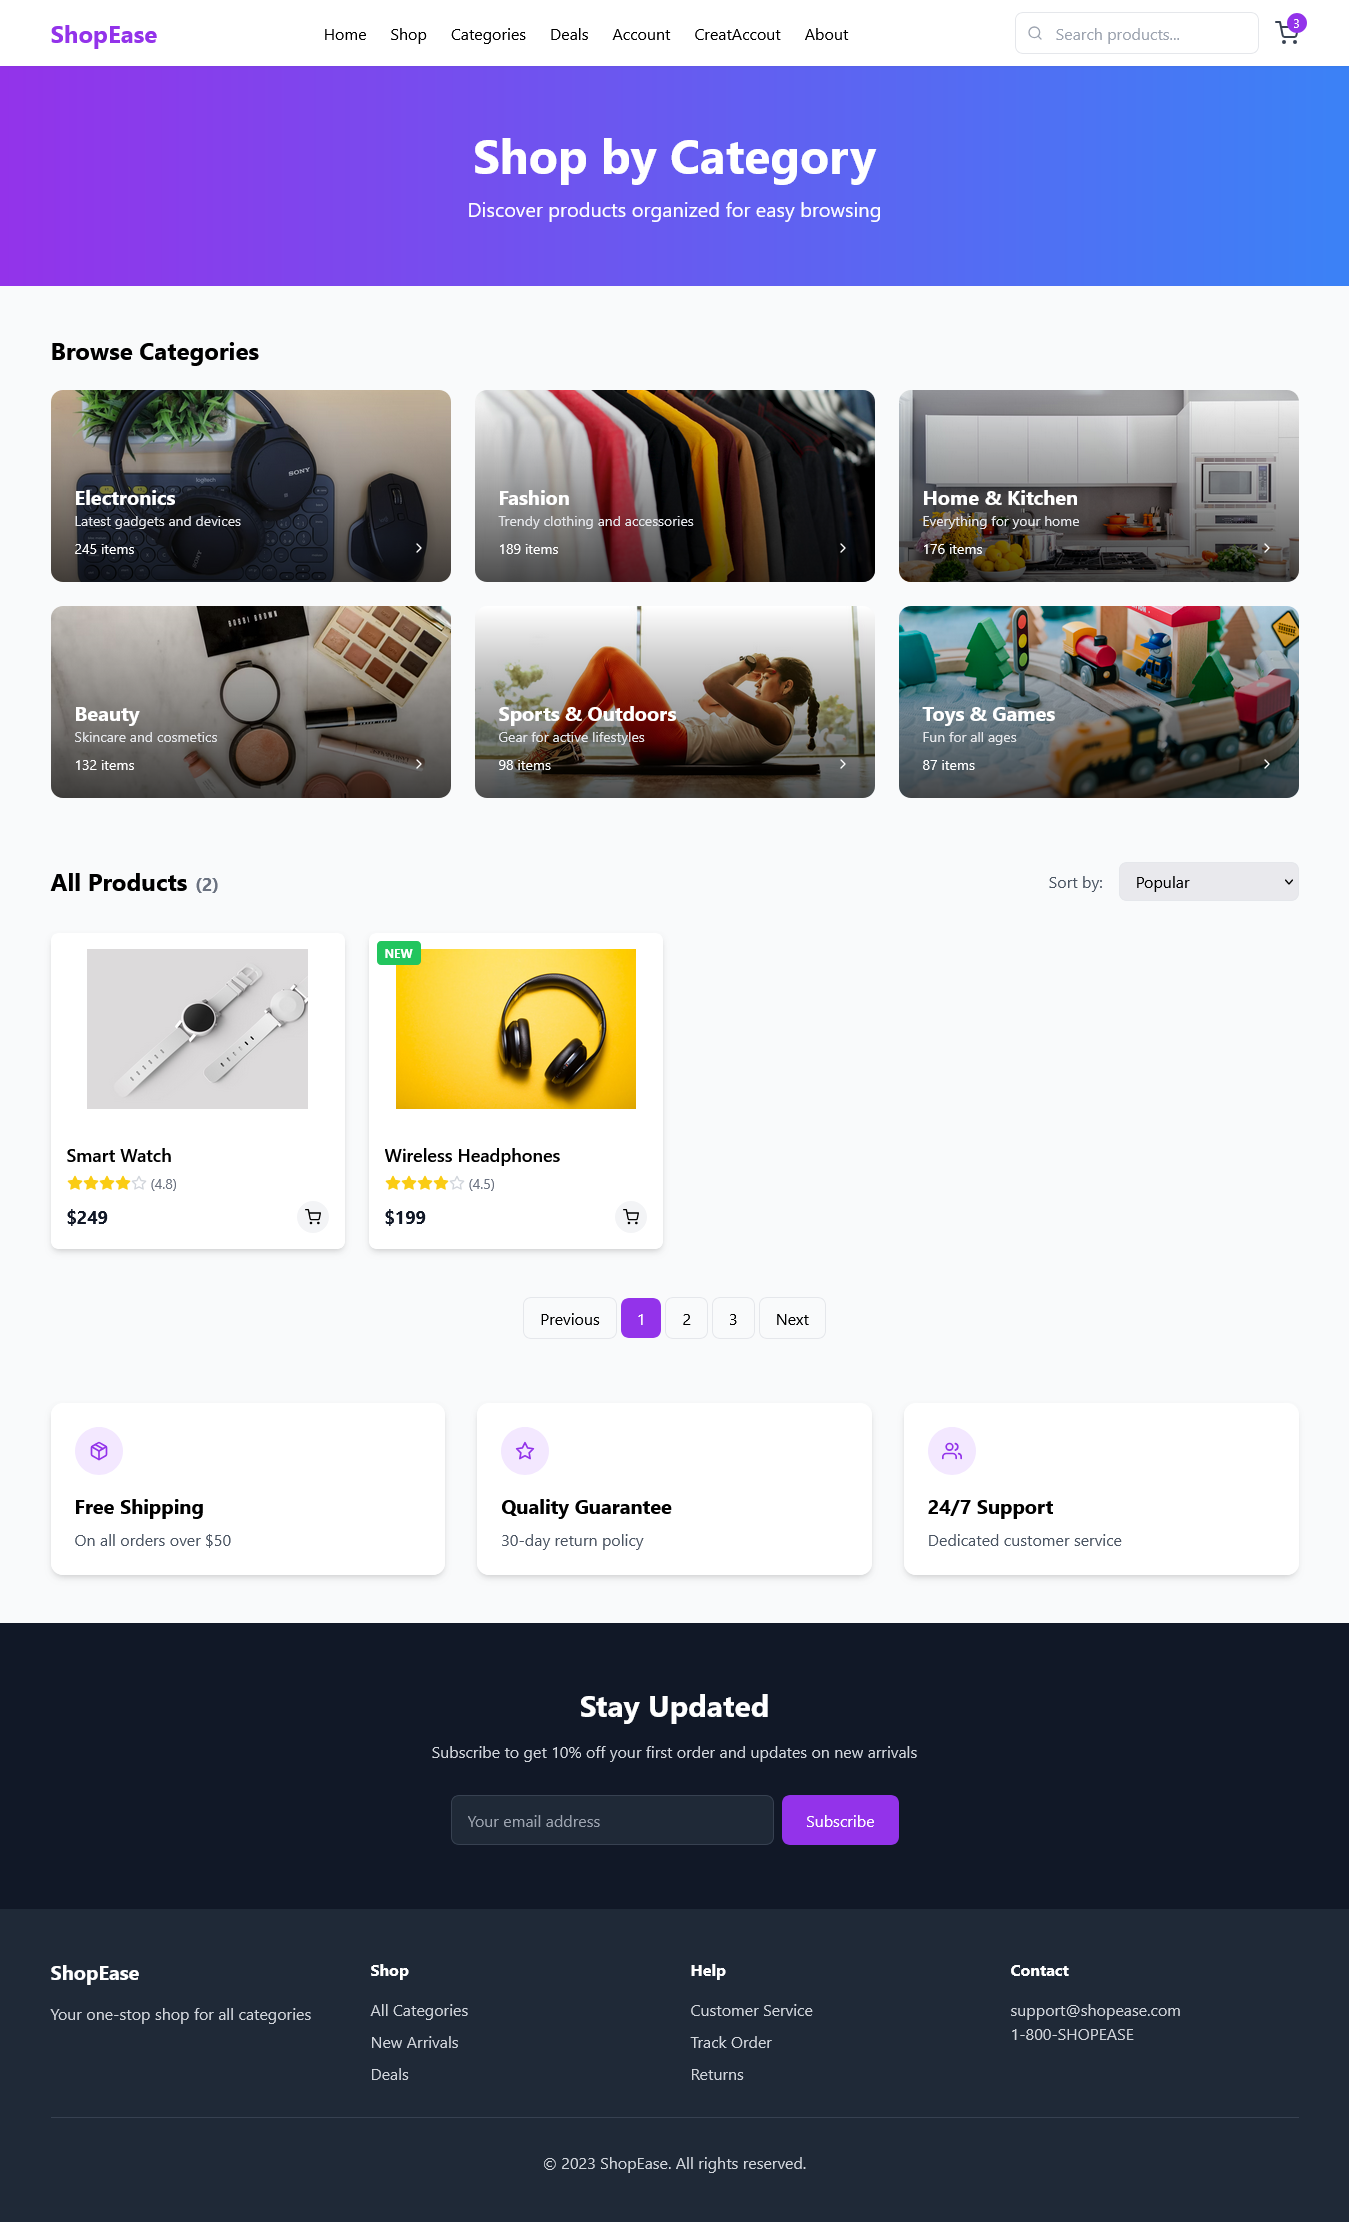 ShopEase
Home Shop Categories Deals Account CreatAccout About
Search products...
3
Shop by Category
Discover products organized for easy browsing
Browse Categories
SONY
logitech
SONY
Electronics
Latest gadgets and devices
245 items
Fashion
Trendy clothing and accessories
189 items
Home & Kitchen
Everything for your home
176 items
BOBBI BROWN
Beauty
Skincare and cosmetics
132 items
Sports & Outdoors
Gear for active lifestyles
98 items
Toys & Games
Fun for all ages
87 items
All Products (2)
Sort by: Popular
Smart Watch
(4.8)
$249
NEW
Wireless Headphones
(4.5)
$199
Previous 1 2 3 Next
Free Shipping
On all orders over $50
Quality Guarantee
30-day return policy
24/7 Support
Dedicated customer service
Stay Updated
Subscribe to get 10% off your first order and updates on new arrivals
Your email address
Subscribe
ShopEase
Your one-stop shop for all categories
Shop
All Categories
New Arrivals
Deals
Help
Customer Service
Track Order
Returns
Contact
support@shopease.com
1-800-SHOPEASE
© 2023 ShopEase. All rights reserved.